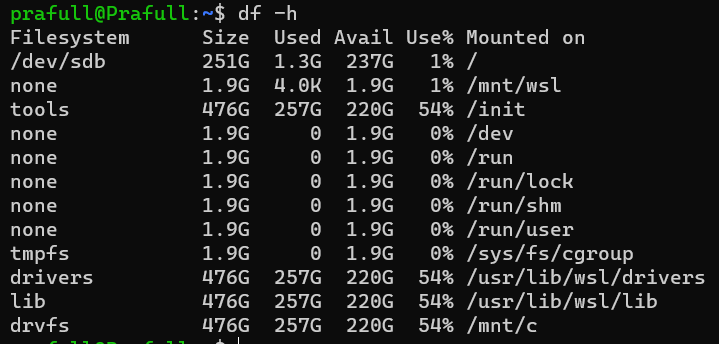 prafull@Prafull:~$ df -h
Filesystem      Size  Used Avail Use% Mounted on
/dev/sdb        251G  1.3G  237G   1% /
none            1.9G  4.0K  1.9G   1% /mnt/wsl
tools           476G  257G  220G  54% /init
none            1.9G     0  1.9G   0% /dev
none            1.9G     0  1.9G   0% /run
none            1.9G     0  1.9G   0% /run/lock
none            1.9G     0  1.9G   0% /run/shm
none            1.9G     0  1.9G   0% /run/user
tmpfs           1.9G     0  1.9G   0% /sys/fs/cgroup
drivers         476G  257G  220G  54% /usr/lib/wsl/drivers
lib             476G  257G  220G  54% /usr/lib/wsl/lib
drvfs           476G  257G  220G  54% /mnt/c